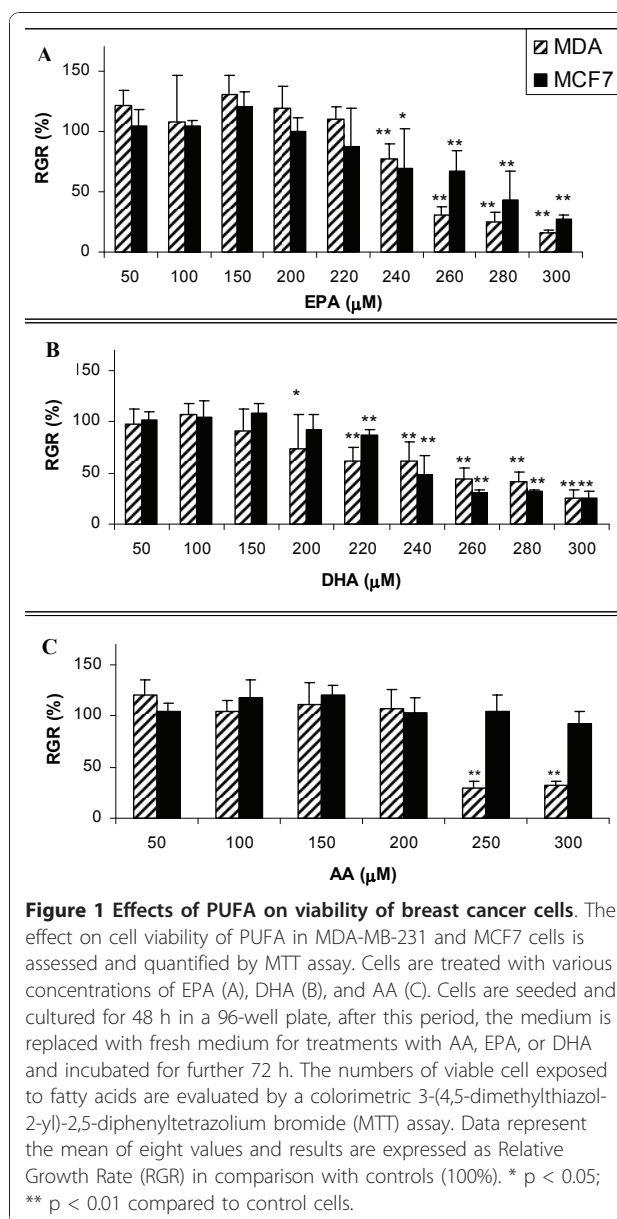 A
MDA
MCF7
RGR (%)
150
100
50
0
** *
** **
** **
** **
50 100 150 200 220 240 260 280 300
EPA (μM)
B
RGR (%)
150
100
50
0
*
** **
** **
** **
** **
** **
50 100 150 200 220 240 260 280 300
DHA (μM)
C
RGR (%)
150
100
50
0
** **
50 100 150 200 250 300
AA (μM)
Figure 1 Effects of PUFA on viability of breast cancer cells. The
effect on cell viability of PUFA in MDA-MB-231 and MCF7 cells is
assessed and quantified by MTT assay. Cells are treated with various
concentrations of EPA (A), DHA (B), and AA (C). Cells are seeded and
cultured for 48 h in a 96-well plate, after this period, the medium is
replaced with fresh medium for treatments with AA, EPA, or DHA
and incubated for further 72 h. The numbers of viable cell exposed
to fatty acids are evaluated by a colorimetric 3-(4,5-dimethylthiazol-
2-yl)-2,5-diphenyltetrazolium bromide (MTT) assay. Data represent
the mean of eight values and results are expressed as Relative
Growth Rate (RGR) in comparison with controls (100%). * p < 0.05;
** p < 0.01 compared to control cells.